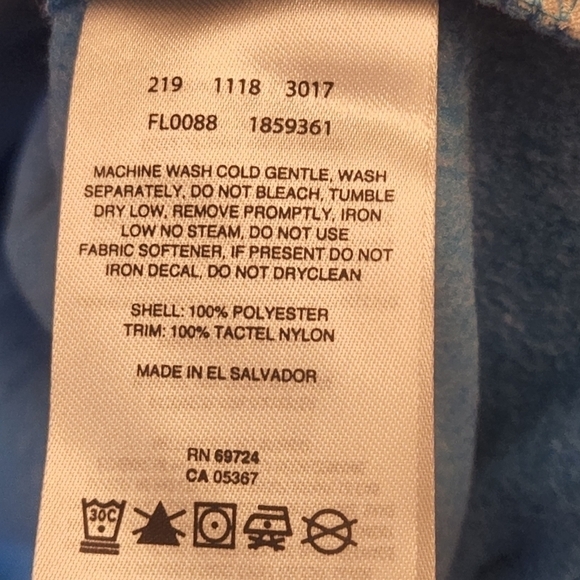 219 1118 3017
FL0088 1859361
MACHINE WASH COLD GENTLE, WASH
SEPARATELY, DO NOT BLEACH, TUMBLE
DRY LOW, REMOVE PROMPTLY, IRON
LOW NO STEAM, DO NOT USE
FABRIC SOFTENER, IF PRESENT DO NOT
IRON DECAL, DO NOT DRYCLEAN
SHELL: 100% POLYESTER
TRIM: 100% TACTEL NYLON
MADE IN EL SALVADOR
RN 69724
CA 05367
30C